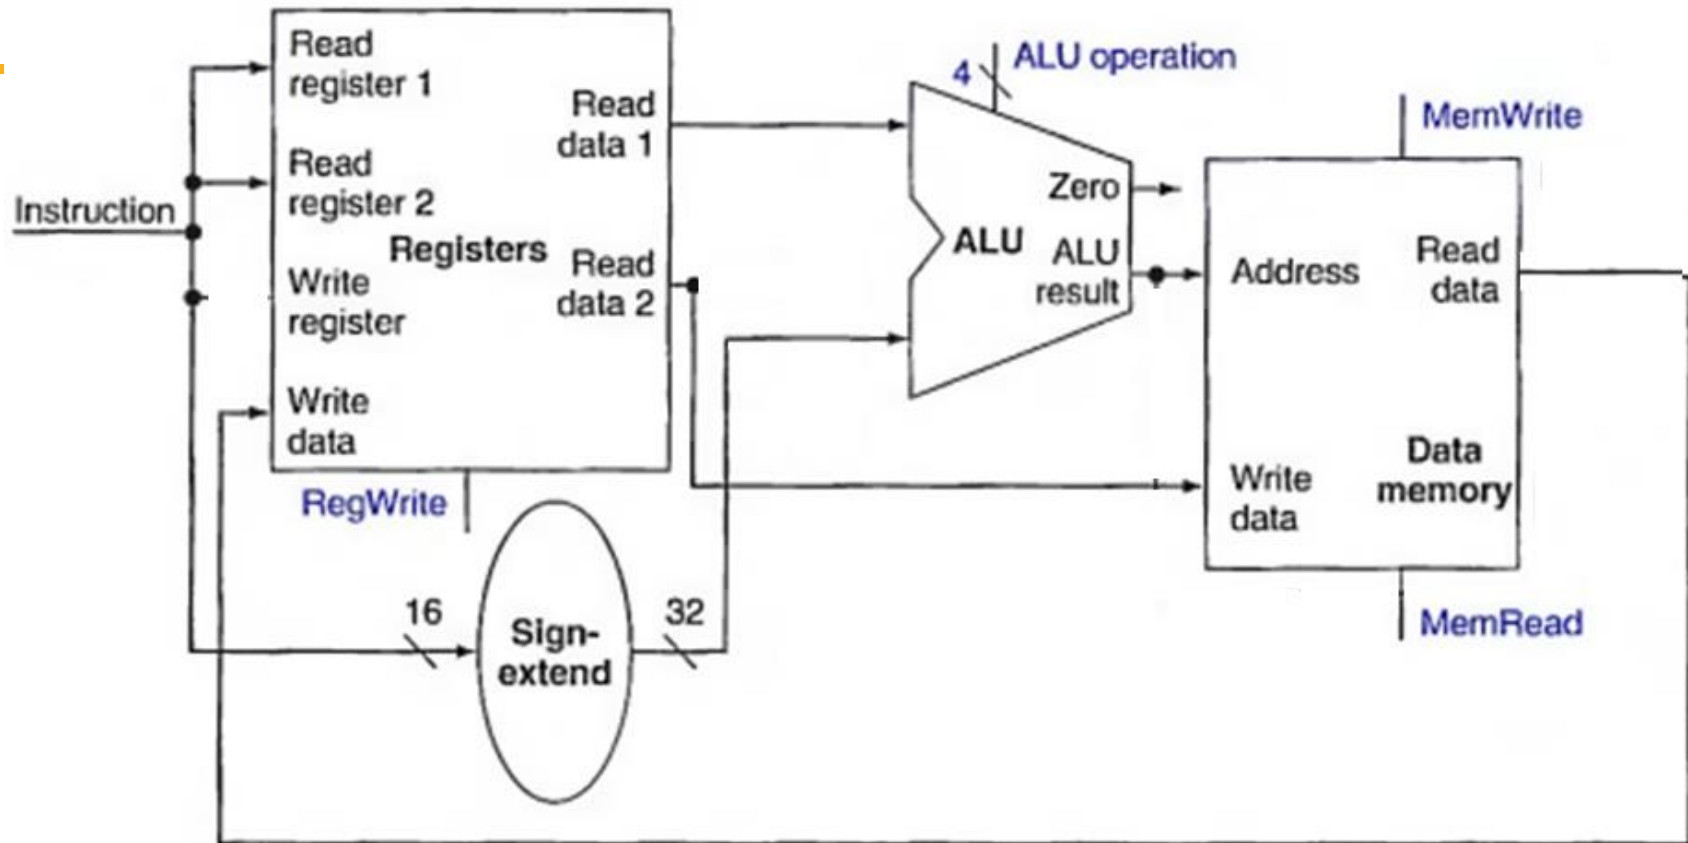 Instruction
Read
register 1
Read
register 2
Registers
Write
register
Write
data
Read
data 1
Read
data 2
RegWrite
16
Sign-
extend
32
4
ALU operation
Zero
ALU
ALU
result
MemWrite
Address
Read
data
Write
data
Data
memory
MemRead